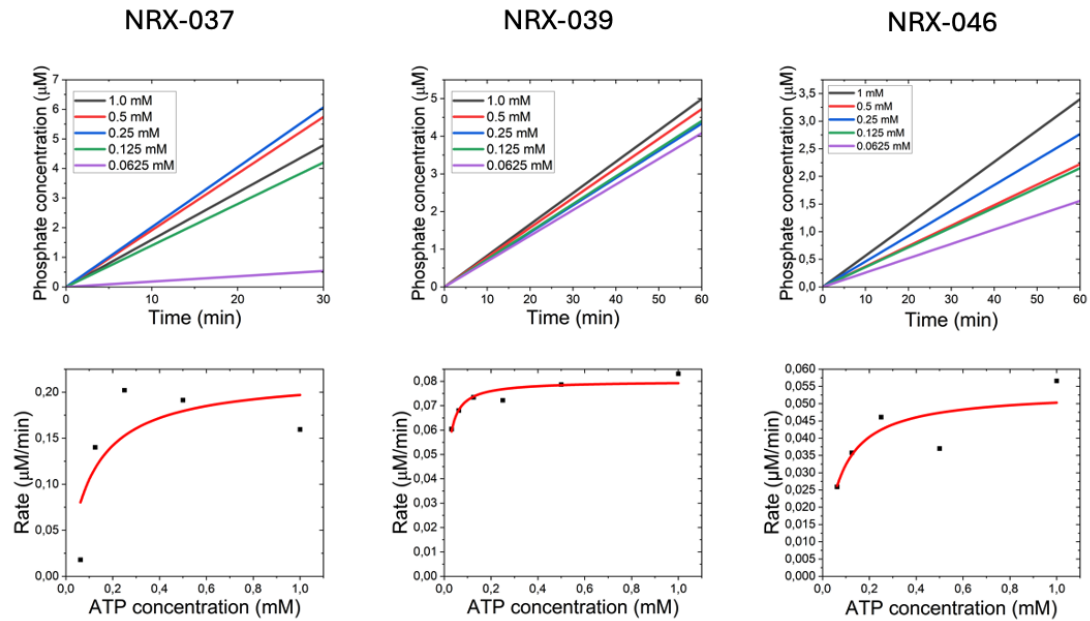 NRX-037
NRX-039
NRX-046
Phosphate concentration (µM)
7
6
5
4
3
2
1
0
1.0 mM
0.5 mM
0.25 mM
0.125 mM
0.0625 mM
0 10 20 30
Time (min)
Phosphate concentration (µM)
5
4
3
2
1
0
1.0 mM
0.5 mM
0.25 mM
0.125 mM
0.0625 mM
0 10 20 30 40 50 60
Time (min)
Phosphate concentration (µM)
3,5
3,0
2,5
2,0
1,5
1,0
0,5
0,0
1 mM
0.5 mM
0.25 mM
0.125 mM
0.0625 mM
0 10 20 30 40 50 60
Time (min)
Rate (µM/min)
0,20
0,15
0,10
0,05
0,00
0,0 0,2 0,4 0,6 0,8 1,0
ATP concentration (mM)
Rate (µM/min)
0,08
0,07
0,06
0,05
0,04
0,03
0,02
0,01
0,00
0,0 0,2 0,4 0,6 0,8 1,0
ATP concentration (mM)
Rate (µM/min)
0,060
0,055
0,050
0,045
0,040
0,035
0,030
0,025
0,020
0,015
0,010
0,005
0,000
0,0 0,2 0,4 0,6 0,8 1,0
ATP concentration (mM)